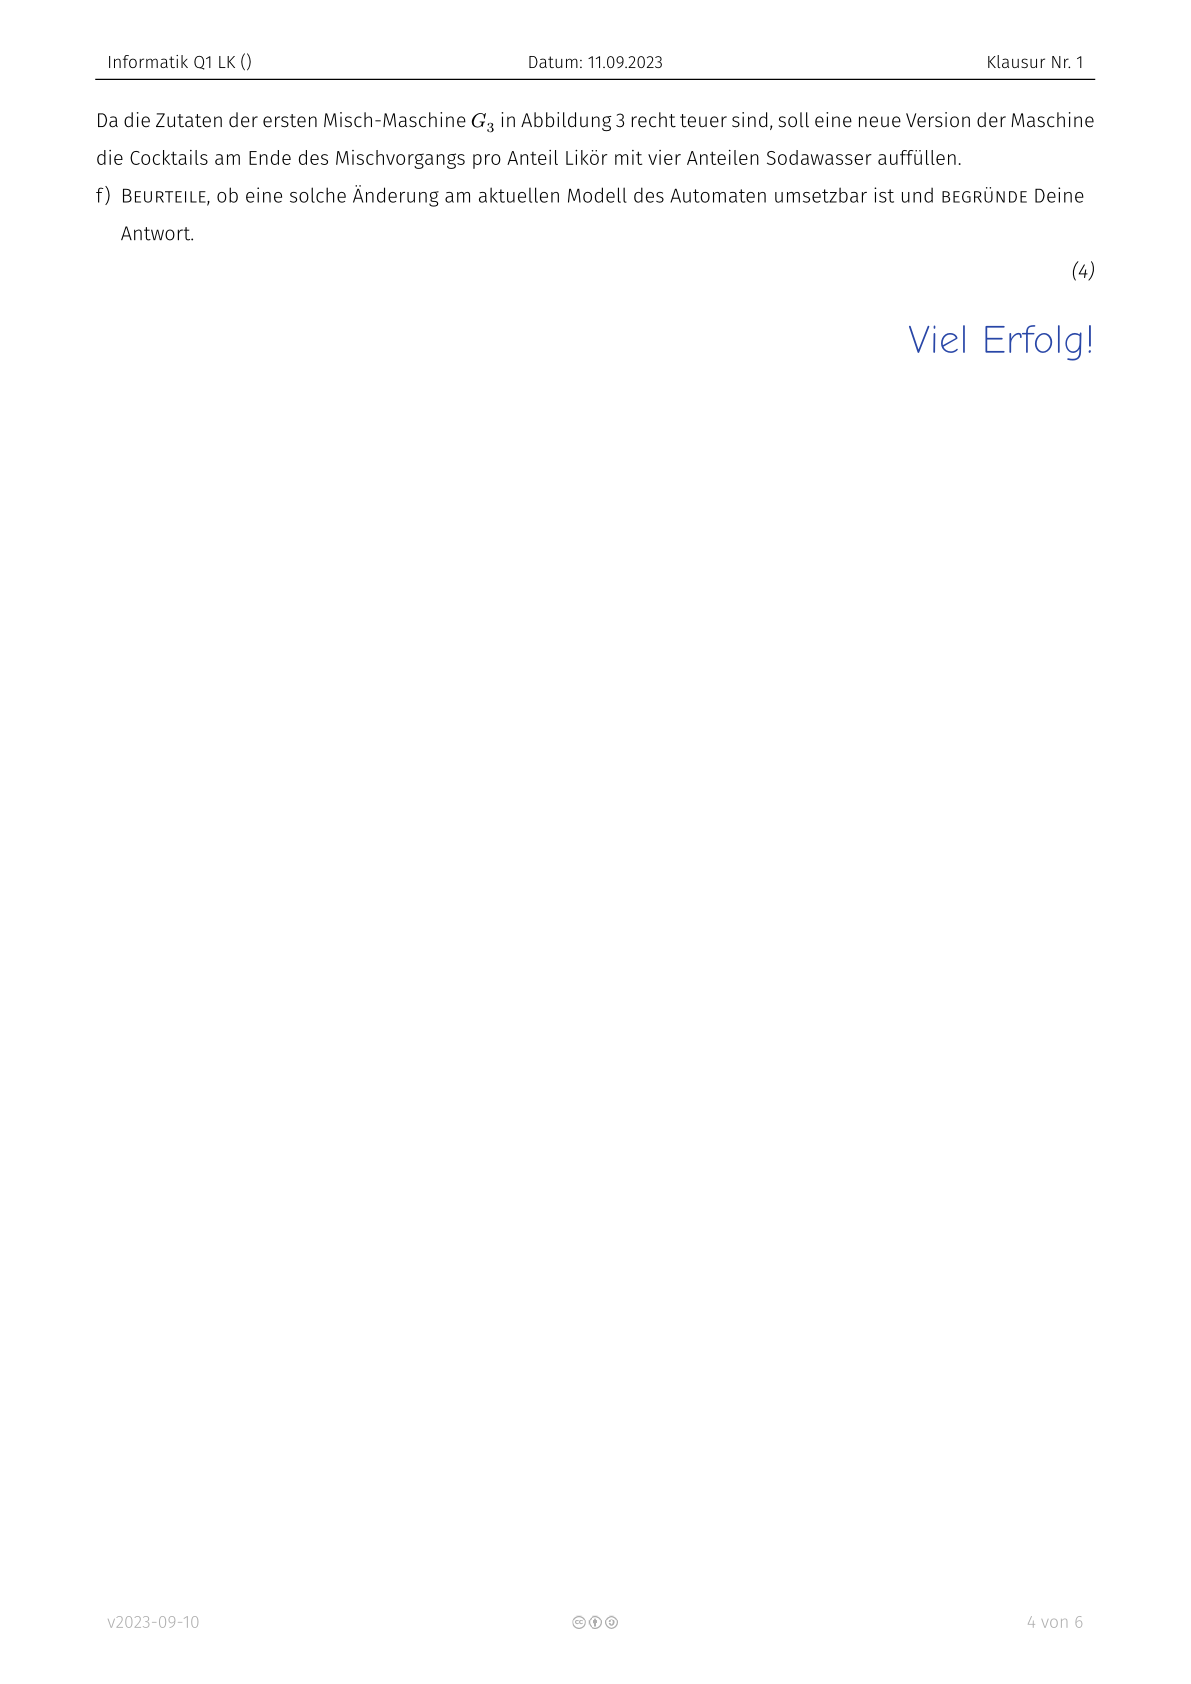 Informatik Q1 LK ()
Datum: 11.09.2023
Klausur Nr. 1
Da die Zutaten der ersten Misch-Maschine G₃ in Abbildung 3 recht teuer sind, soll eine neue Version der Maschine
die Cocktails am Ende des Mischvorgangs pro Anteil Likör mit vier Anteilen Sodawasser auffüllen.
f) BEURTEILE, ob eine solche Änderung am aktuellen Modell des Automaten umsetzbar ist und BEGRÜNDE Deine
Antwort.
(4)
Viel Erfolg!
v2023-09-10
4 von 6